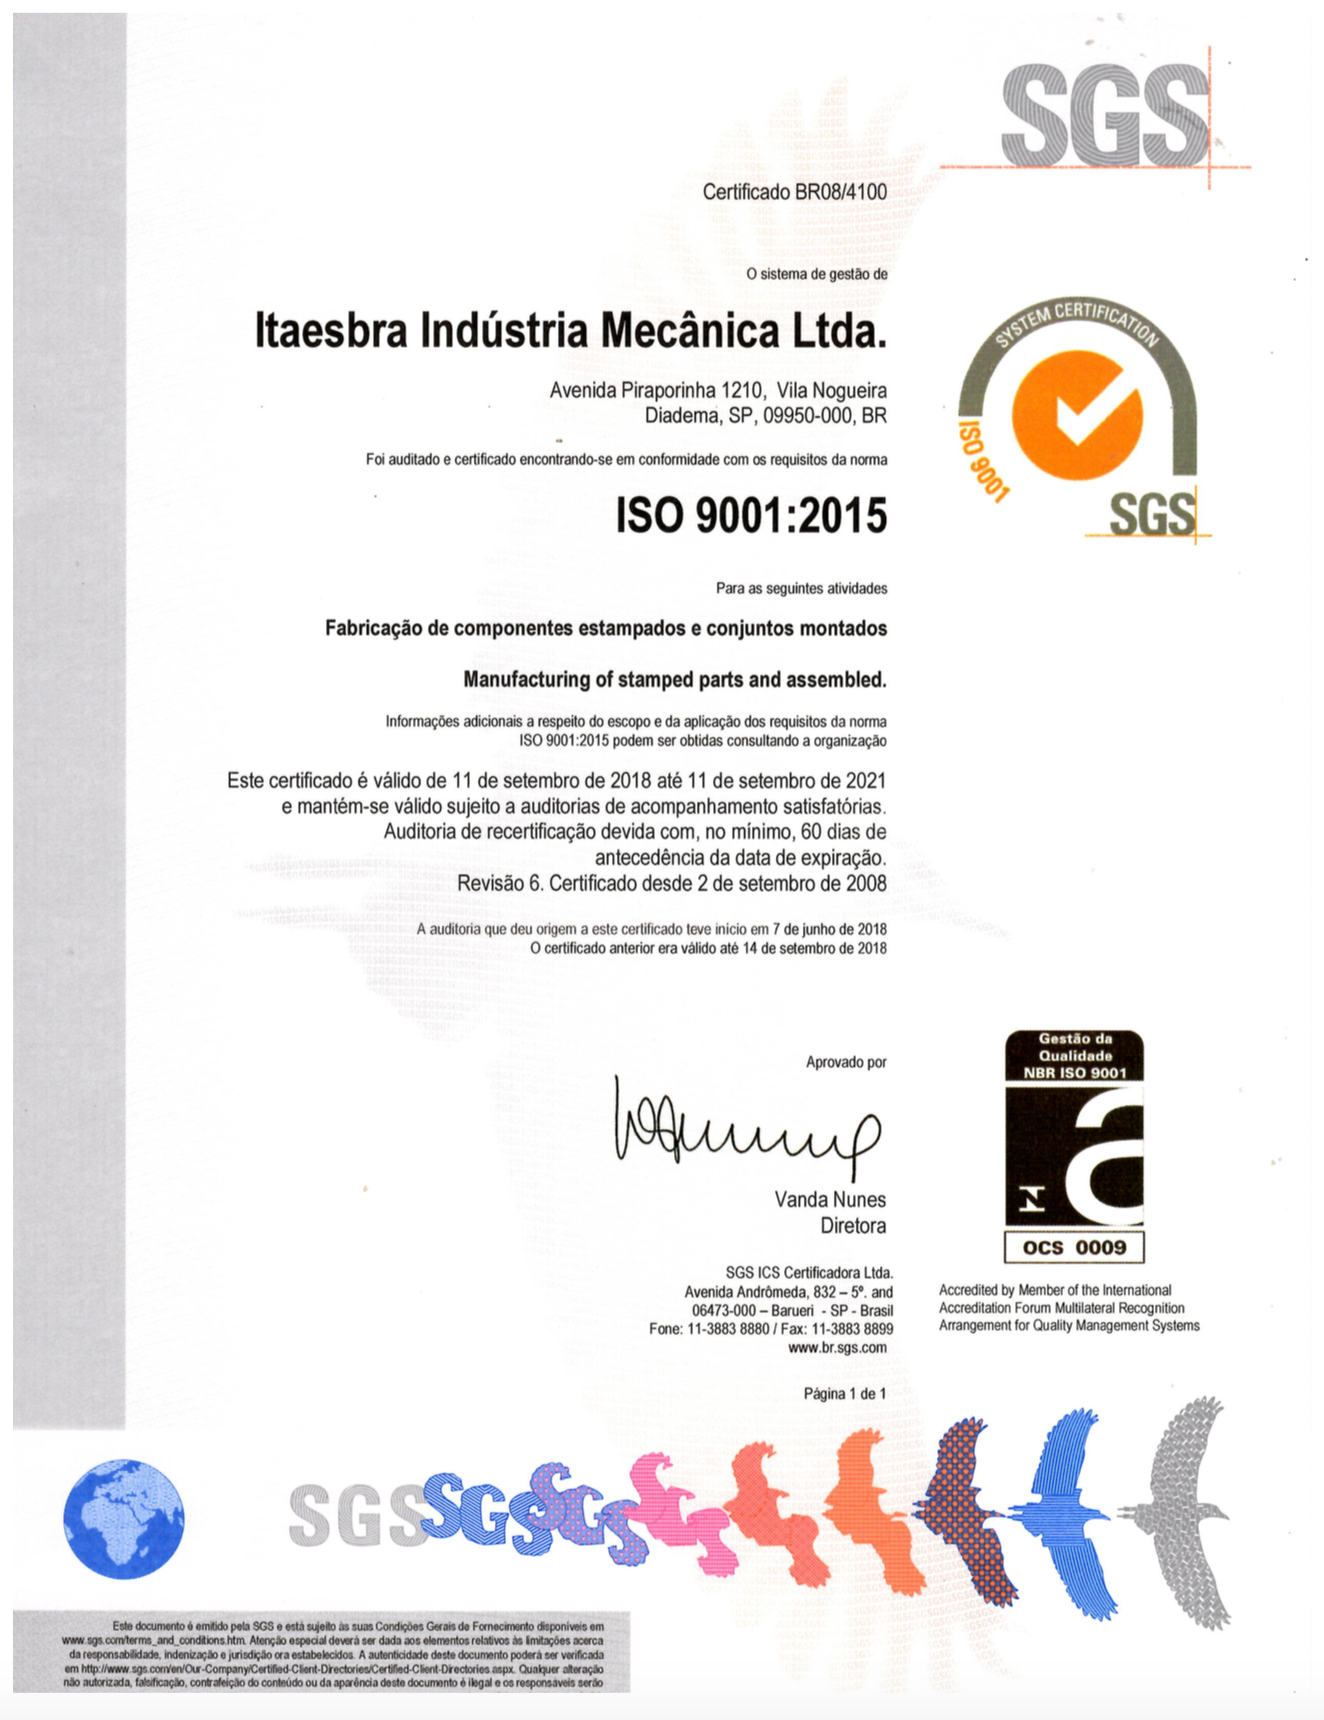 SGS
Certificado BR08/4100
O sistema de gestão de
Itaesbra Indústria Mecânica Ltda.
Avenida Piraporinha 1210, Vila Nogueira
Diadema, SP, 09950-000, BR
Foi auditado e certificado encontrando-se em conformidade com os requisitos da norma
ISO 9001:2015
SYSTEM CERTIFICATION
ISO 9001
SGS
Para as seguintes atividades
Fabricação de componentes estampados e conjuntos montados
Manufacturing of stamped parts and assembled.
Informações adicionais a respeito do escopo e da aplicação dos requisitos da norma
ISO 9001:2015 podem ser obtidas consultando a organização
Este certificado é válido de 11 de setembro de 2018 até 11 de setembro de 2021
e mantém-se válido sujeito a auditorias de acompanhamento satisfatórias.
Auditoria de recertificação devida com, no mínimo, 60 dias de
antecedência da data de expiração.
Revisão 6. Certificado desde 2 de setembro de 2008
A auditoria que deu origem a este certificado teve início em 7 de junho de 2018
O certificado anterior era válido até 14 de setembro de 2018
Aprovado por
Vanda Nunes
Diretora
SGS ICS Certificadora Ltda.
Avenida Andrômeda, 832 – 5º. and
06473-000 – Barueri - SP - Brasil
Fone: 11-3883 8880 / Fax: 11-3883 8899
www.br.sgs.com
Página 1 de 1
Gestão da
Qualidade
NBR ISO 9001
OCS 0009
Accredited by Member of the International
Accreditation Forum Multilateral Recognition
Arrangement for Quality Management Systems
SGS SGS SGS
Este documento é emitido pela SGS e está sujeito às suas Condições Gerais de Fornecimento disponíveis em
www.sgs.com/terms_and_conditions.htm. Atenção especial deverá ser dada aos elementos relativos às limitações acerca
da responsabilidade, indenização e jurisdição ora estabelecidos. A autenticidade deste documento poderá ser verificada
em http://www.sgs.com/en/Our-Company/Certified-Client-Directories/Certified-Client-Directories.aspx. Qualquer alteração
não autorizada, falsificação, contrafeição do conteúdo ou da aparência deste documento é ilegal e os responsáveis serão